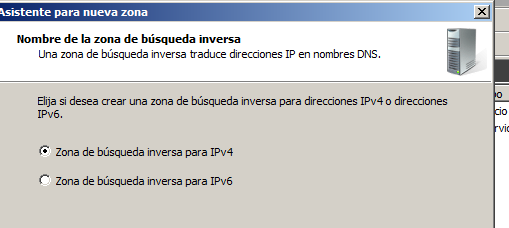 Asistente para nueva zona
Nombre de la zona de búsqueda inversa
Una zona de búsqueda inversa traduce direcciones IP en nombres DNS.
Elija si desea crear una zona de búsqueda inversa para direcciones IPv4 o direcciones
IPv6.
Zona de búsqueda inversa para IPv4
Zona de búsqueda inversa para IPv6